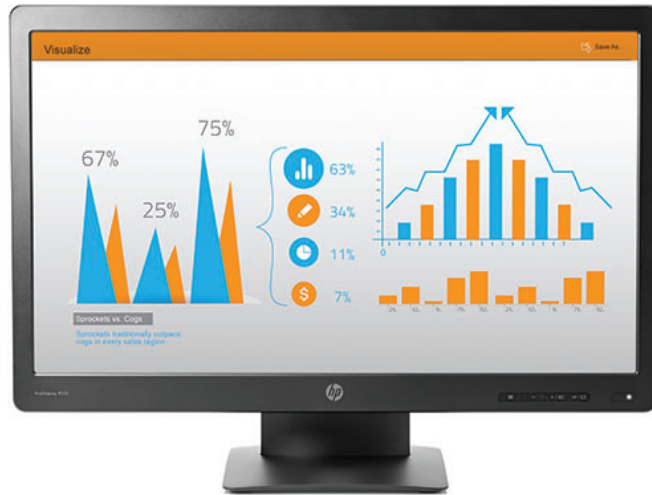 Visualize
Save As..
67%
25%
75%
63%
34%
11%
7%
0
Sprockets vs. Cogs
Sprockets traditionally outpace
cogs in every sales region.
hp